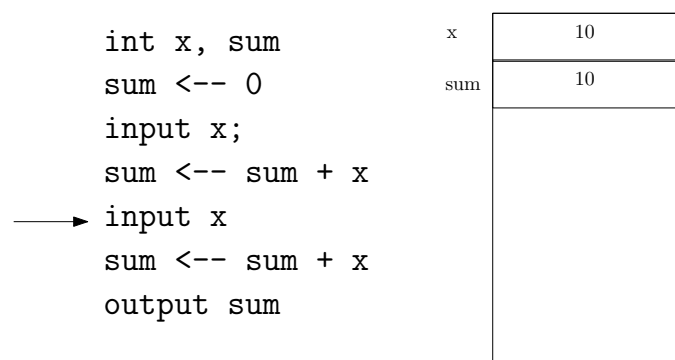 int x, sum
sum <-- 0
input x;
sum <-- sum + x
input x
sum <-- sum + x
output sum
x 10
sum 10